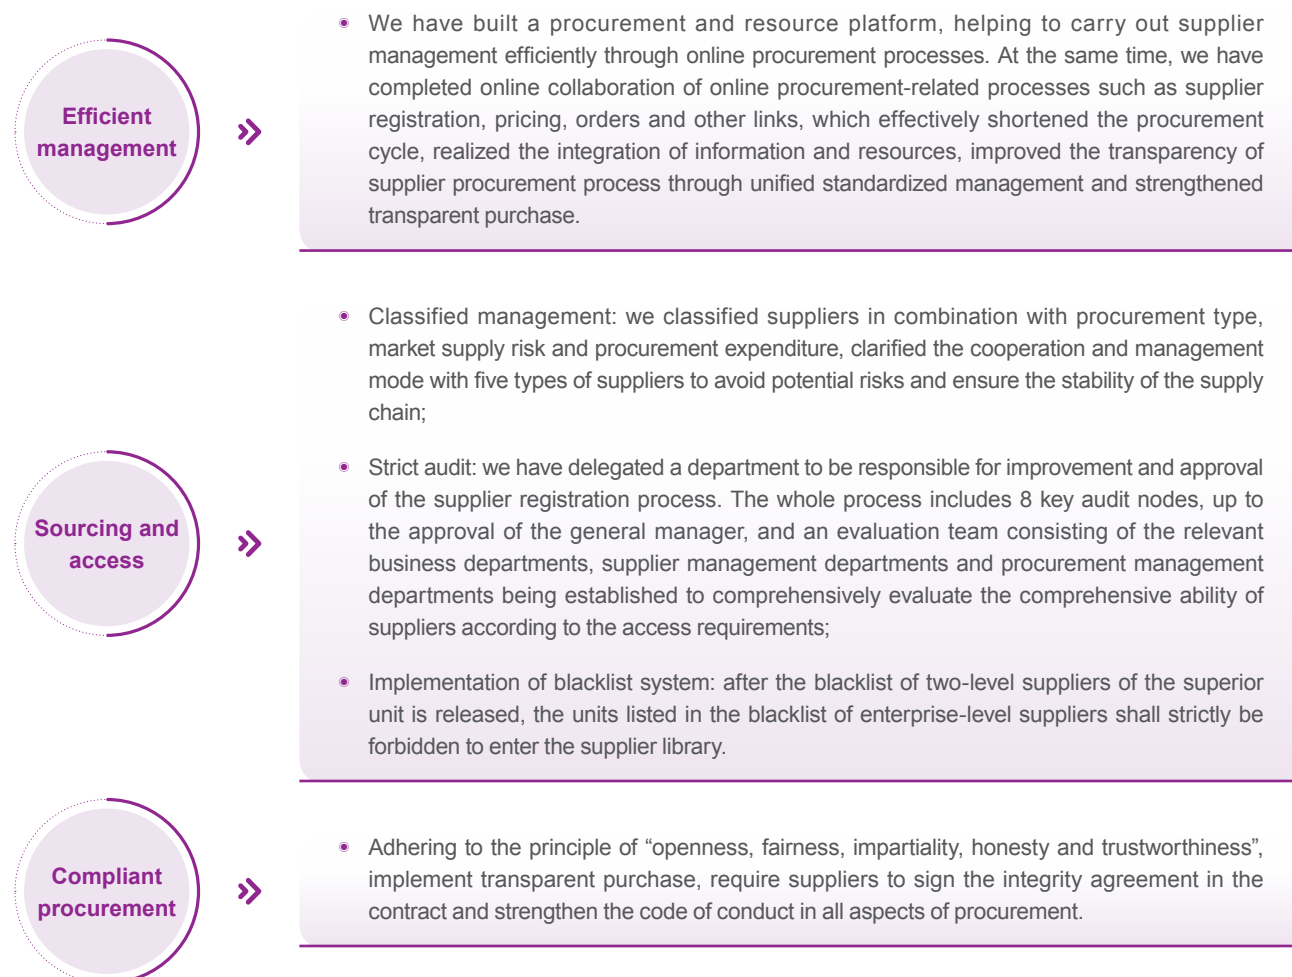 Efficient
management
We have built a procurement and resource platform, helping to carry out supplier
management efficiently through online procurement processes. At the same time, we have
completed online collaboration of online procurement-related processes such as supplier
registration, pricing, orders and other links, which effectively shortened the procurement
cycle, realized the integration of information and resources, improved the transparency of
supplier procurement process through unified standardized management and strengthened
transparent purchase.
Sourcing and
access
Classified management: we classified suppliers in combination with procurement type,
market supply risk and procurement expenditure, clarified the cooperation and management
mode with five types of suppliers to avoid potential risks and ensure the stability of the supply
chain;
Strict audit: we have delegated a department to be responsible for improvement and approval
of the supplier registration process. The whole process includes 8 key audit nodes, up to
the approval of the general manager, and an evaluation team consisting of the relevant
business departments, supplier management departments and procurement management
departments being established to comprehensively evaluate the comprehensive ability of
suppliers according to the access requirements;
Implementation of blacklist system: after the blacklist of two-level suppliers of the superior
unit is released, the units listed in the blacklist of enterprise-level suppliers shall strictly be
forbidden to enter the supplier library.
Compliant
procurement
Adhering to the principle of “openness, fairness, impartiality, honesty and trustworthiness”,
implement transparent purchase, require suppliers to sign the integrity agreement in the
contract and strengthen the code of conduct in all aspects of procurement.